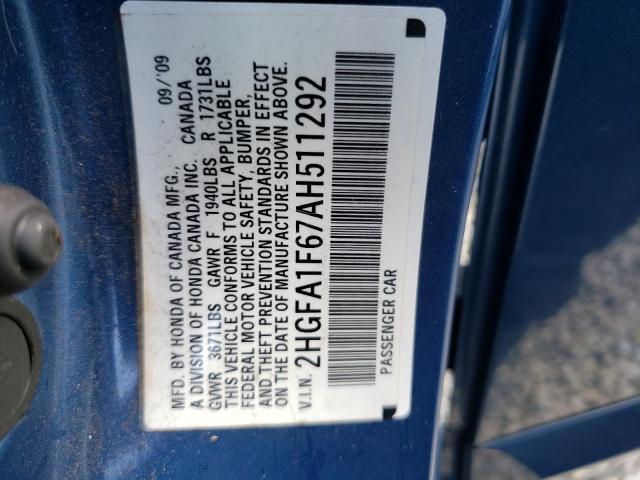 MFD. BY HONDA OF CANADA MFG., 09/'09
A DIVISION OF HONDA CANADA INC. CANADA
GVWR 3671LBS GAWR F 1940LBS R 1731LBS
THIS VEHICLE CONFORMS TO ALL APPLICABLE
FEDERAL MOTOR VEHICLE SAFETY, BUMPER,
AND THEFT PREVENTION STANDARDS IN EFFECT
ON THE DATE OF MANUFACTURE SHOWN ABOVE.
V.I.N. 2HGFA1F67AH511292
PASSENGER CAR